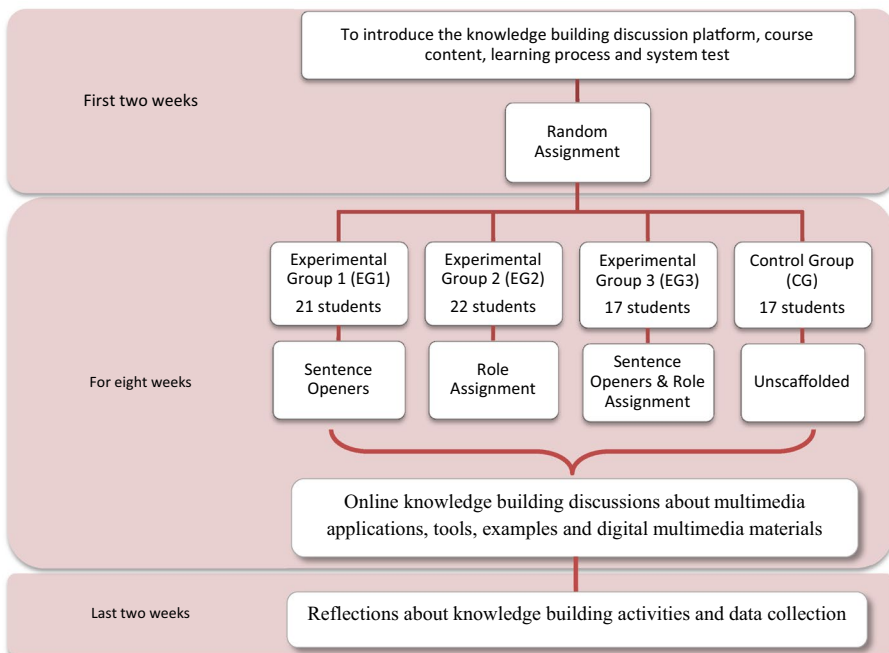 To introduce the knowledge building discussion platform, course
content, learning process and system test
First two weeks
Random
Assignment
Experimental
Group 1 (EG1)
21 students
Experimental
Group 2 (EG2)
22 students
Experimental
Group 3 (EG3)
17 students
Control Group
(CG)
17 students
For eight weeks
Sentence
Openers
Role
Assignment
Sentence
Openers & Role
Assignment
Unscaffolded
Online knowledge building discussions about multimedia
applications, tools, examples and digital multimedia materials
Last two weeks
Reflections about knowledge building activities and data collection